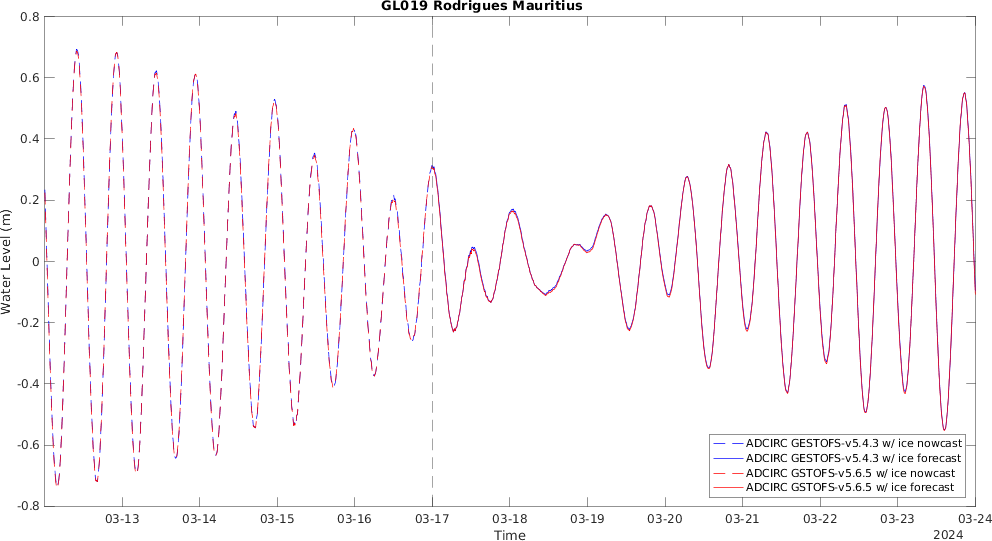 GL019 Rodrigues Mauritius
0.8
0.6
0.4
0.2
0
-0.2
-0.4
-0.6
-0.8
Water Level (m)
ADCIRC GESTOFS-v5.4.3 w/ ice nowcast
ADCIRC GESTOFS-v5.4.3 w/ ice forecast
ADCIRC GSTOFS-v5.6.5 w/ ice nowcast
ADCIRC GSTOFS-v5.6.5 w/ ice forecast
03-13 03-14 03-15 03-16 03-17 03-18 03-19 03-20 03-21 03-22 03-23 03-24
Time
2024